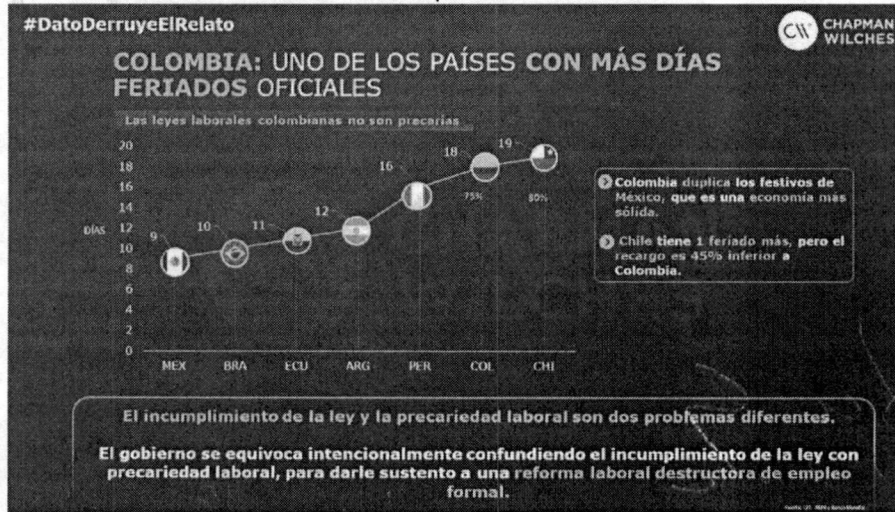 #DatoDerruyeElRelato
CHAPMAN
WILCHES
COLOMBIA: UNO DE LOS PAÍSES CON MÁS DÍAS
FERIADOS OFICIALES
Las leyes laborales colombianas no son precarias
20
18
16
14
12
10
8
6
4
2
0
DÍAS
9
10
11
12
16
18
19
75%
MEX BRA ECU ARG PER COL CHI
Colombia duplica los festivos de
México, que es una economía más
sólida.
Chile tiene 1 feriado más, pero el
recargo es 45% inferior a
Colombia.
El incumplimiento de la ley y la precariedad laboral son dos problemas diferentes.
El gobierno se equivoca intencionalmente confundiendo el incumplimiento de la ley con
precariedad laboral, para darle sustento a una reforma laboral destructora de empleo
formal.